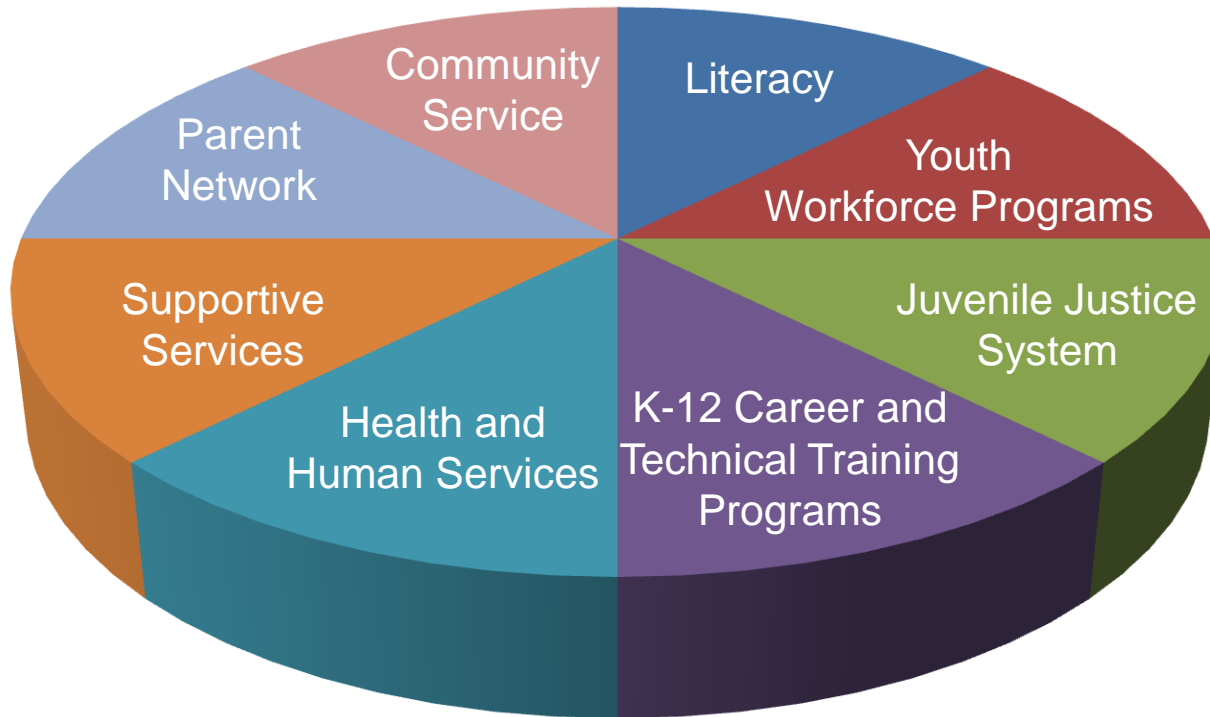 Community
Service
Literacy
Parent
Network
Youth
Workforce Programs
Supportive
Services
Juvenile Justice
System
Health and
Human Services
K-12 Career and
Technical Training
Programs